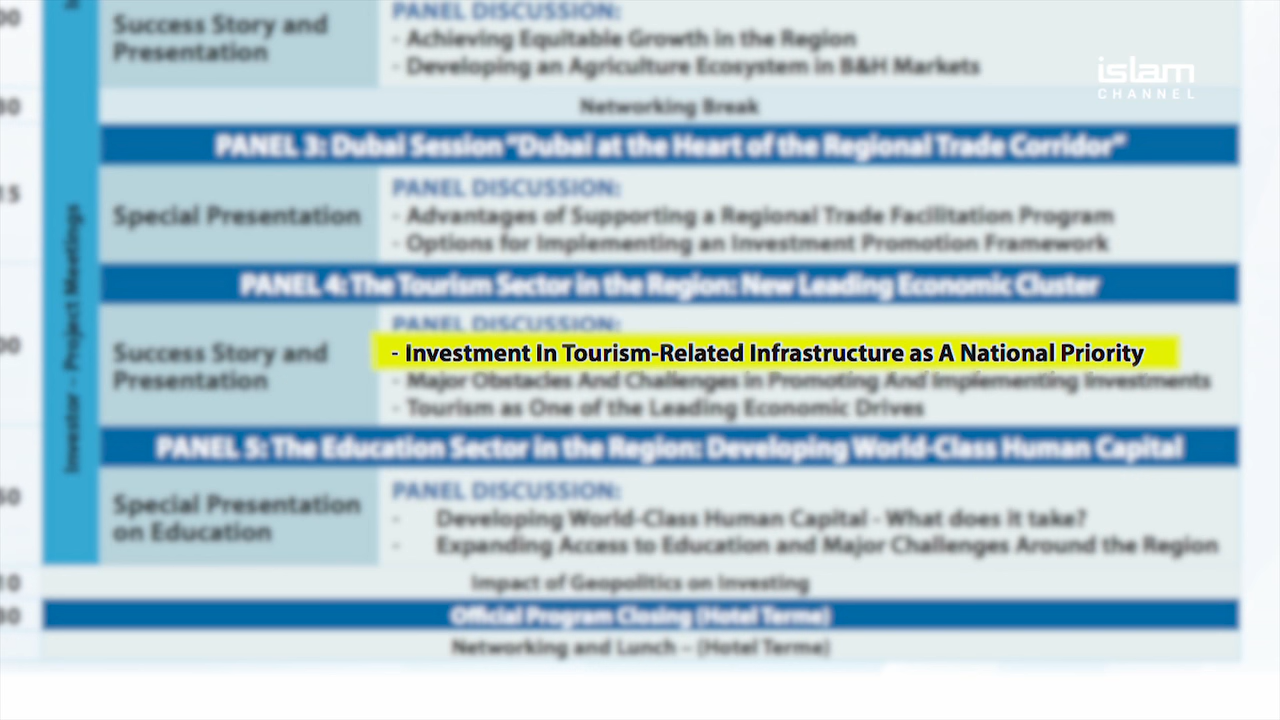 Success Story and
Presentation
PANEL DISCUSSION:
- Achieving Equitable Growth in the Region
- Developing an Agriculture Ecosystem in B&H Markets
islam
CHANNEL
Networking Break
PANEL 3: Dubai Session "Dubai at the Heart of the Regional Trade Corridor"
Special Presentation
PANEL DISCUSSION:
- Advantages of Supporting a Regional Trade Facilitation Program
- Options for Implementing an Investment Promotion Framework
Investor - Project Meetings
PANEL 4: The Tourism Sector in the Region: New Leading Economic Cluster
Success Story and
Presentation
PANEL DISCUSSION:
- Investment In Tourism-Related Infrastructure as A National Priority
- Major Obstacles And Challenges in Promoting And Implementing Investments
- Tourism as One of the Leading Economic Drives
PANEL 5: The Education Sector in the Region: Developing World-Class Human Capital
Special Presentation
on Education
PANEL DISCUSSION:
- Developing World-Class Human Capital - What does it take?
- Expanding Access to Education and Major Challenges Around the Region
Impact of Geopolitics on Investing
Official Program Closing (Hotel Terme)
Networking and Lunch – (Hotel Terme)